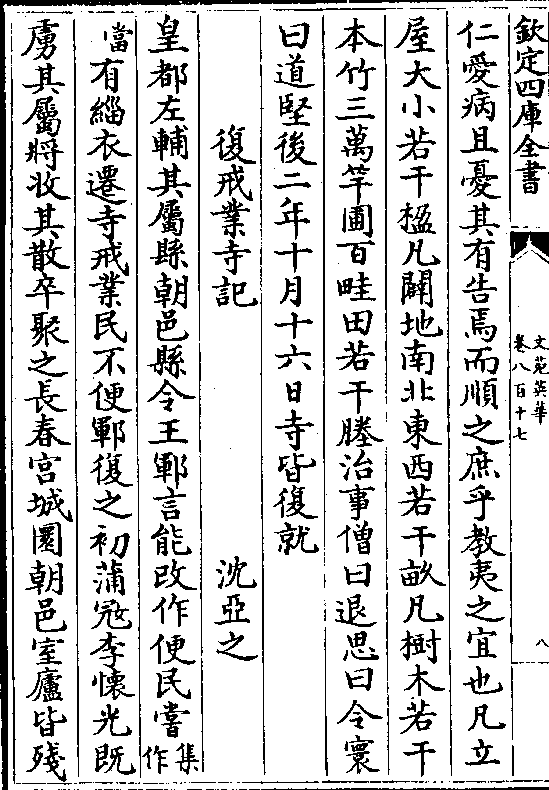 欽定四庫全書
文苑英華
卷八百十七
八
仁愛病且憂其有告焉而順之庶乎教夷之宜也凡立
屋大小若干楹凡闢地南北東西若干畝凡樹木若干
本竹三萬竿圃百畦田若干塍治事僧曰退思曰令寰
曰道堅後二年十月十六日寺皆復就
復戒業寺記 沈亞之
皇都左輔其屬縣朝邑縣令王鄆言能改作便民嘗集作
當有緇衣遷寺戒業民不便鄆復之初蒲冦李懷光既
虜其屬將收其散卒聚之長春宮城圜朝邑室廬皆殘